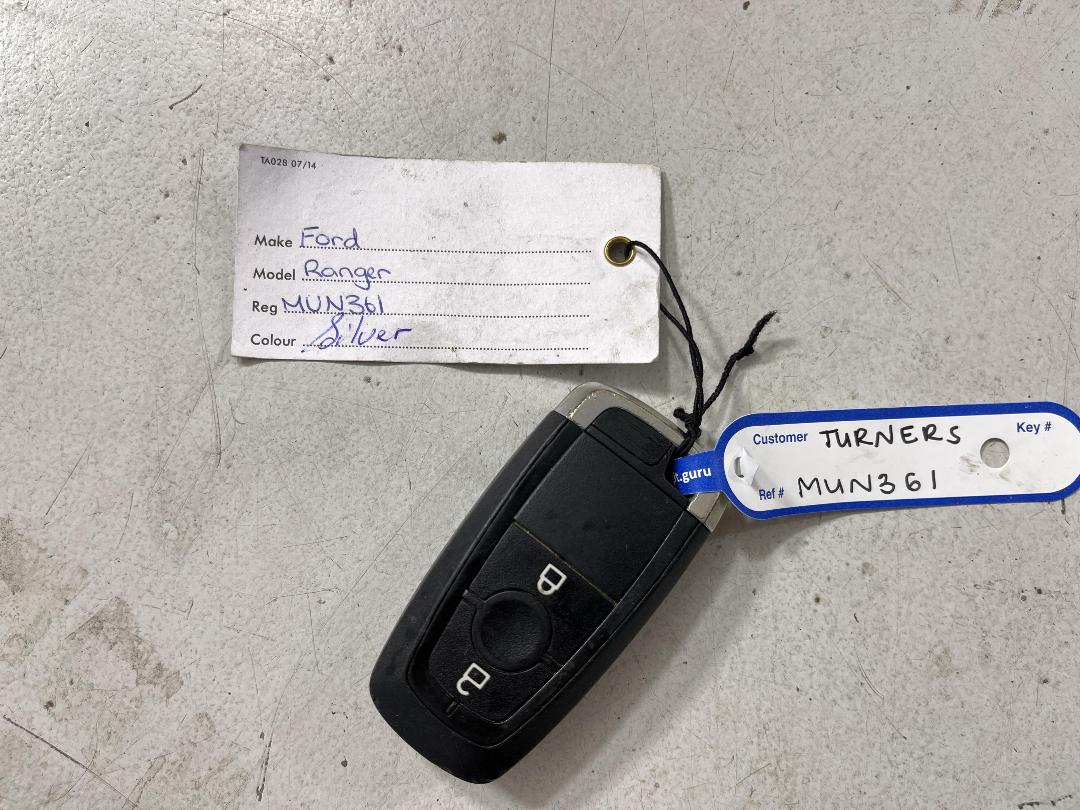 TA028 07/14
Make Ford
Model Ranger
Reg MUN361
Colour Silver
t.guru
Customer TURNERS Key #
Ref # MUN361